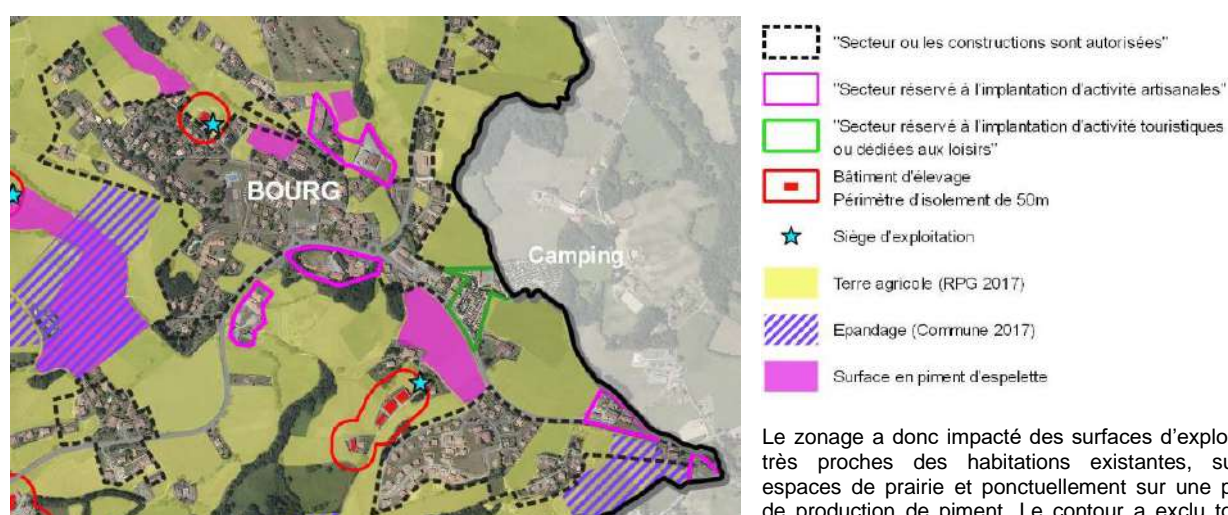 BOURG
Camping
"Secteur ou les constructions sont autorisées"
"Secteur réservé à l'implantation d'activité artisanales"
"Secteur réservé à l'implantation d'activité touristiques
ou dédiées aux loisirs"
Bâtiment d'élevage
Périmètre d'isolement de 50m
Siège d'exploitation
Terre agricole (RPG 2017)
Epandage (Commune 2017)
Surface en piment d'espelette
Le zonage a donc impacté des surfaces
très proches des habitations existantes,
espaces de prairie et ponctuellement sur une
de production de piment. Le contour a exclu